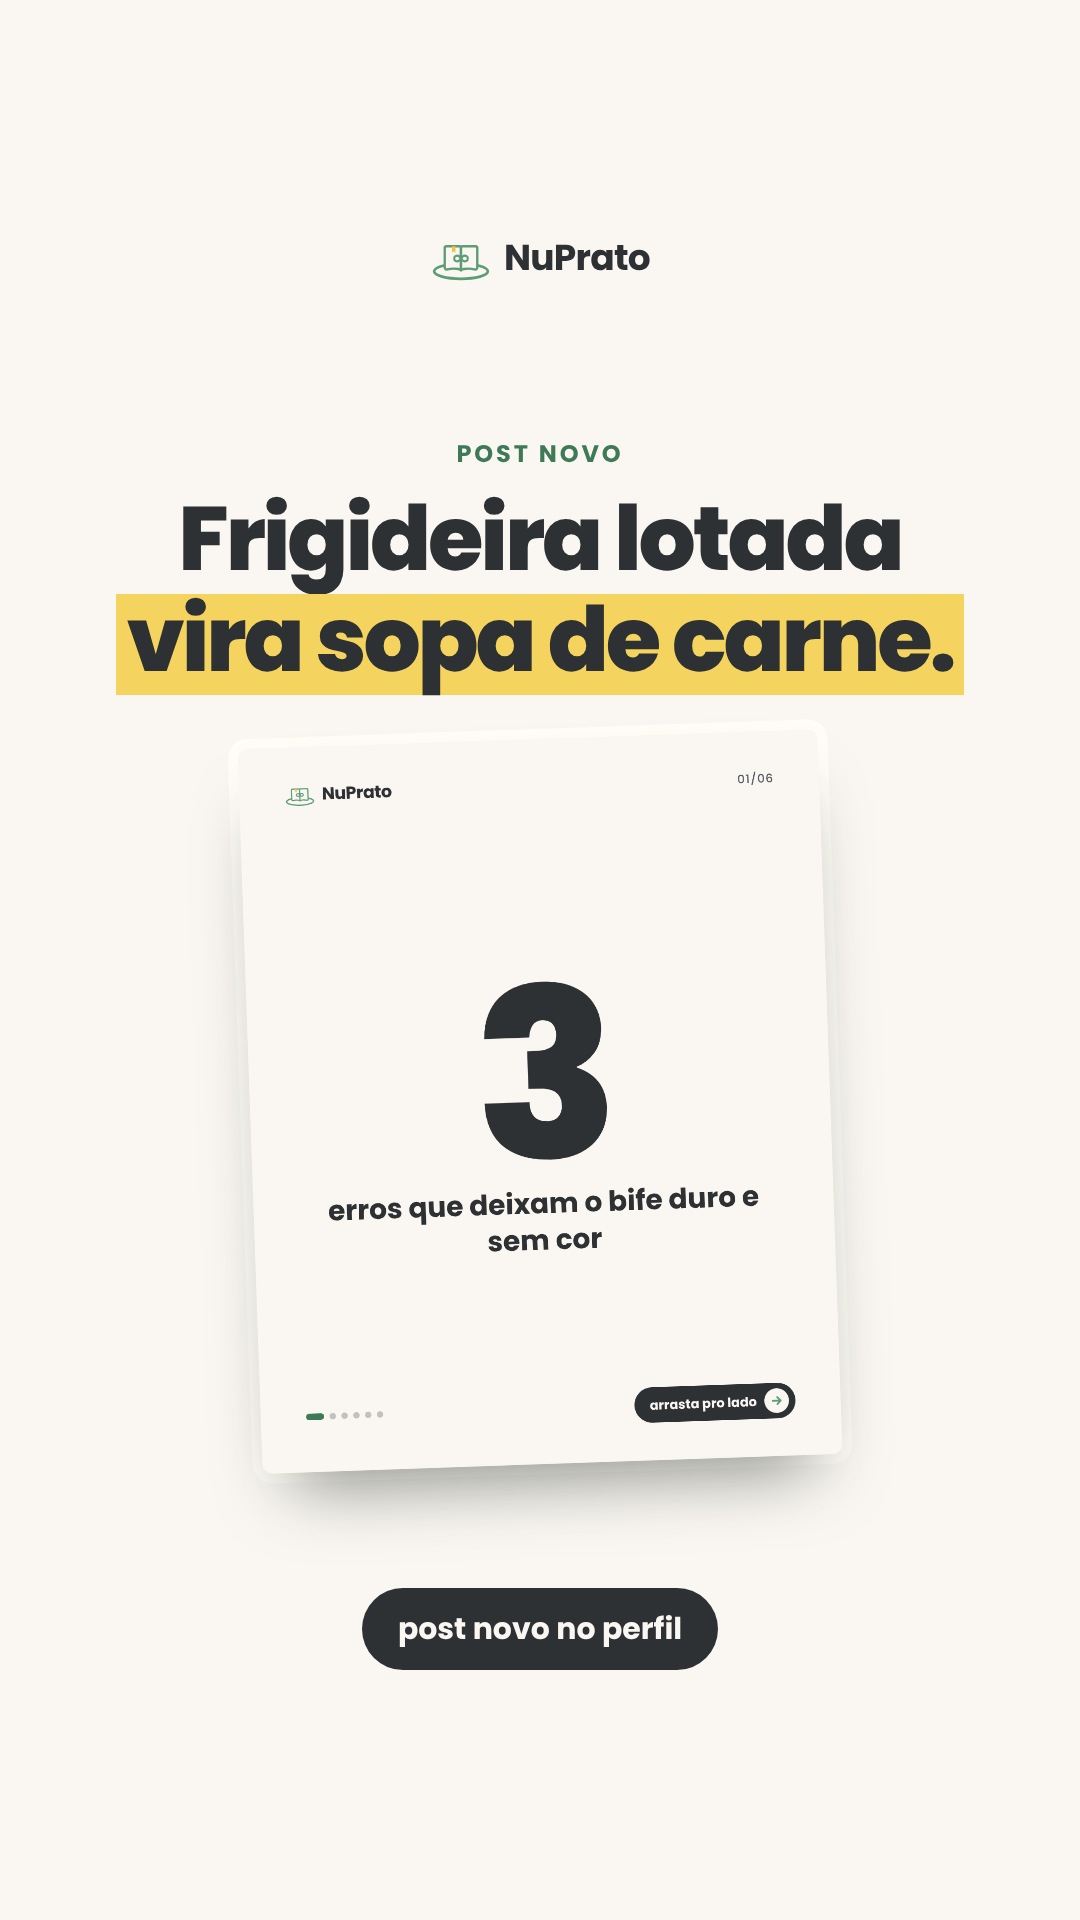 NuPrato
POST NOVO
Frigideira lotada
vira sopa de carne.
NuPrato
01/06
3
erros que deixam o bife duro e
sem cor
arrasta pro lado
post novo no perfil